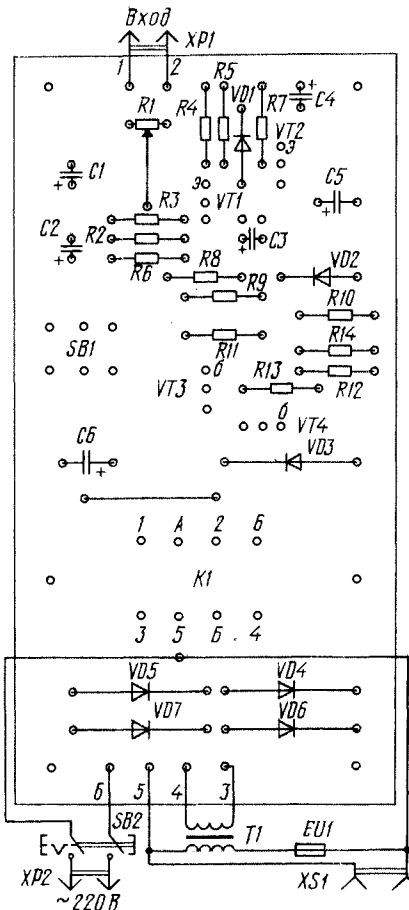 Вход
XP1
1 2
R5
R1 R4 VD1 R7 C4
VT2
э
C1
э
VT1
C5
R3
C2 R2
C3
R6
R8
VD2
R9
R10
SB1
R11
R14
б
R13
R12
VT3
б
VT4
C6
VD3
1 А 2 6
K1
3 5 Б 4
VD5 VD4
VD7 VD6
6 5 4 3
SB2
T1
EU1
XP2
XS1
~220 В